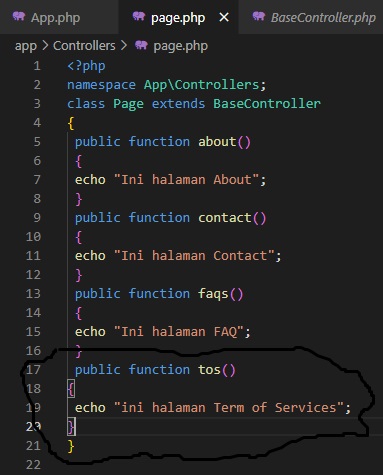 App.php page.php × BaseController.php
app > Controllers > page.php
1 <?php
2 namespace App\Controllers;
3 class Page extends BaseController
4 {
5 public function about()
6 {
7 echo "Ini halaman About";
8 }
9 public function contact()
10 {
11 echo "Ini halaman Contact";
12 }
13 public function faqs()
14 {
15 echo "Ini halaman FAQ";
16 }
17 public function tos()
18 {
19 echo "ini halaman Term of Services";
20 }
21 }
22